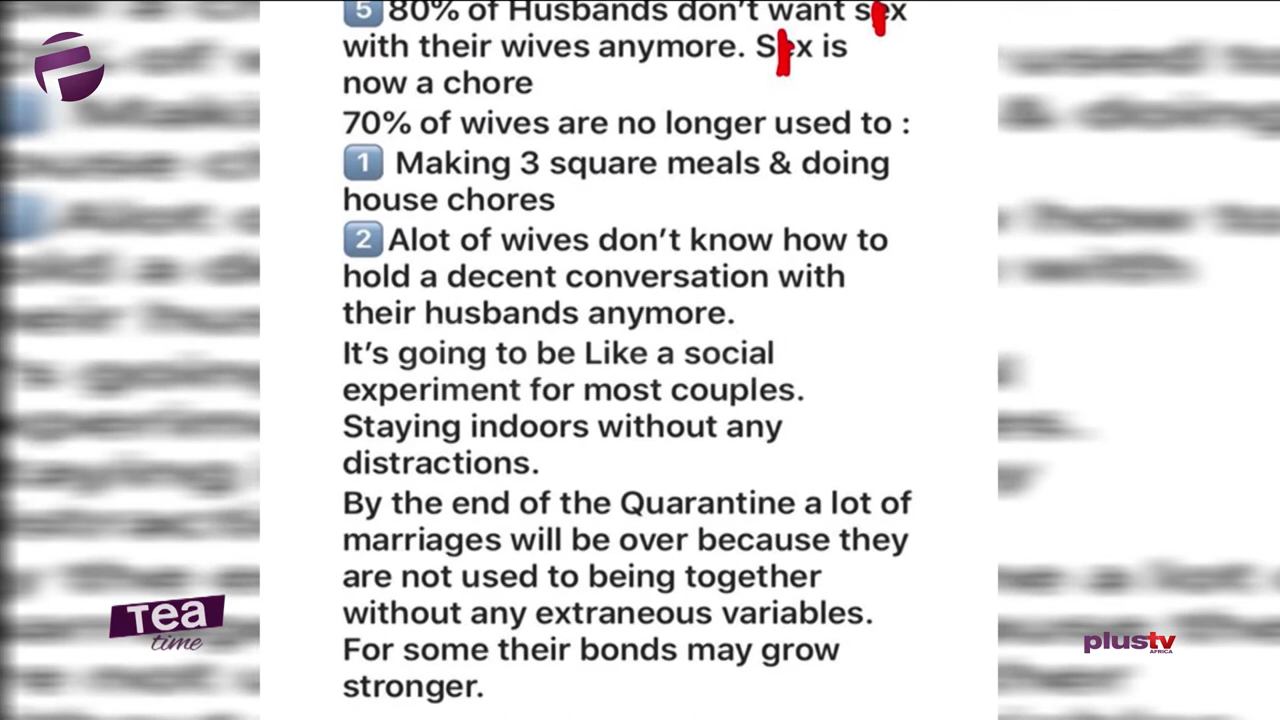 5 80% of Husbands don't want sex
with their wives anymore. Sex is
now a chore
70% of wives are no longer used to :
1 Making 3 square meals & doing
house chores
2 Alot of wives don't know how to
hold a decent conversation with
their husbands anymore.
It's going to be Like a social
experiment for most couples.
Staying indoors without any
distractions.
By the end of the Quarantine a lot of
marriages will be over because they
are not used to being together
without any extraneous variables.
For some their bonds may grow
stronger.
Tea
time
plustv
AFRICA